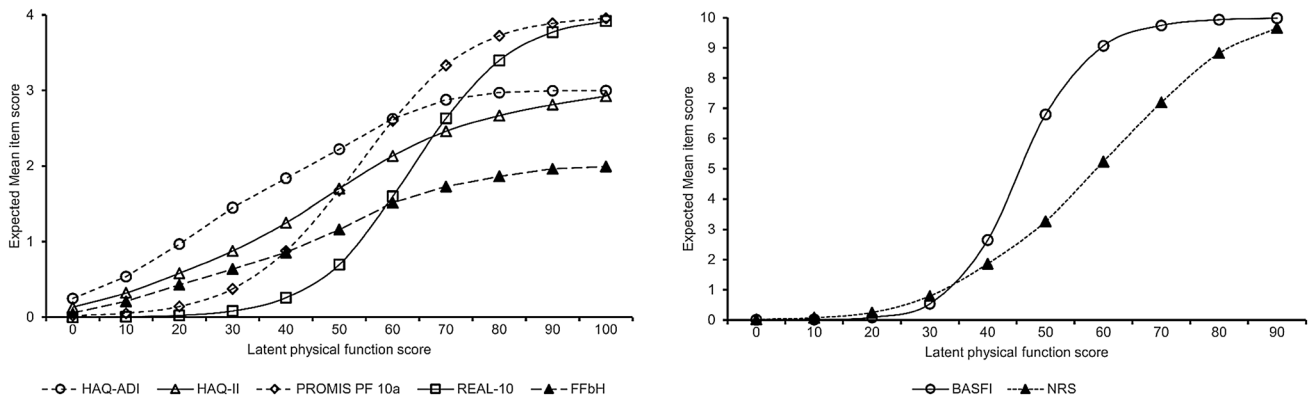 4
3
2
1
0
Expected Mean item score
0 10 20 30 40 50 60 70 80 90 100
Latent physical function score
HAQ-ADI HAQ-II PROMIS PF 10a REAL-10 FFbH
10
9
8
7
6
5
4
3
2
1
0
Expected Mean item score
0 10 20 30 40 50 60 70 80 90
Latent physical function score
BASFI NRS